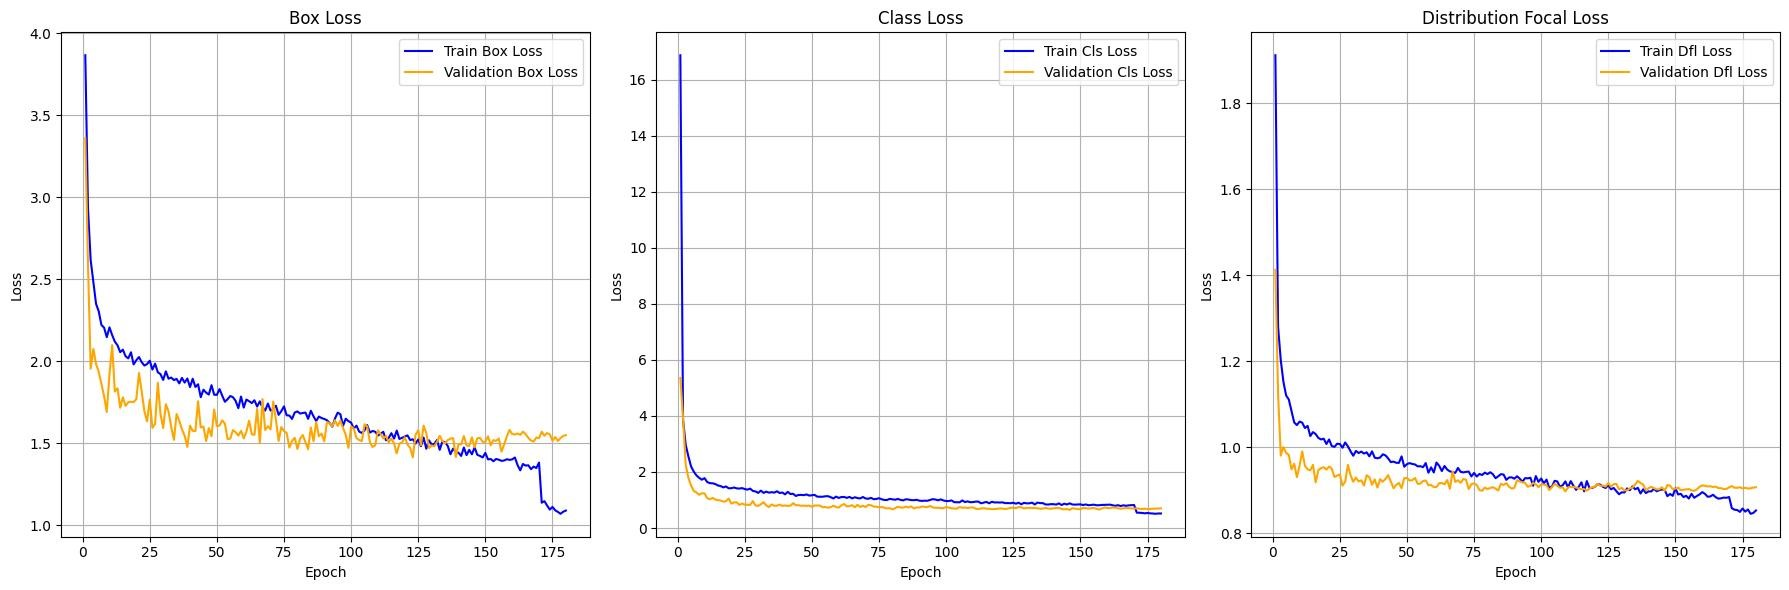 Box Loss
Train Box Loss
Validation Box Loss
4.0
3.5
3.0
2.5
2.0
1.5
1.0
Loss
0 25 50 75 100 125 150 175
Epoch
Class Loss
Train Cls Loss
Validation Cls Loss
16
14
12
10
8
6
4
2
0
Loss
0 25 50 75 100 125 150 175
Epoch
Distribution Focal Loss
Train Dfl Loss
Validation Dfl Loss
1.8
1.6
1.4
1.2
1.0
0.8
Loss
0 25 50 75 100 125 150 175
Epoch